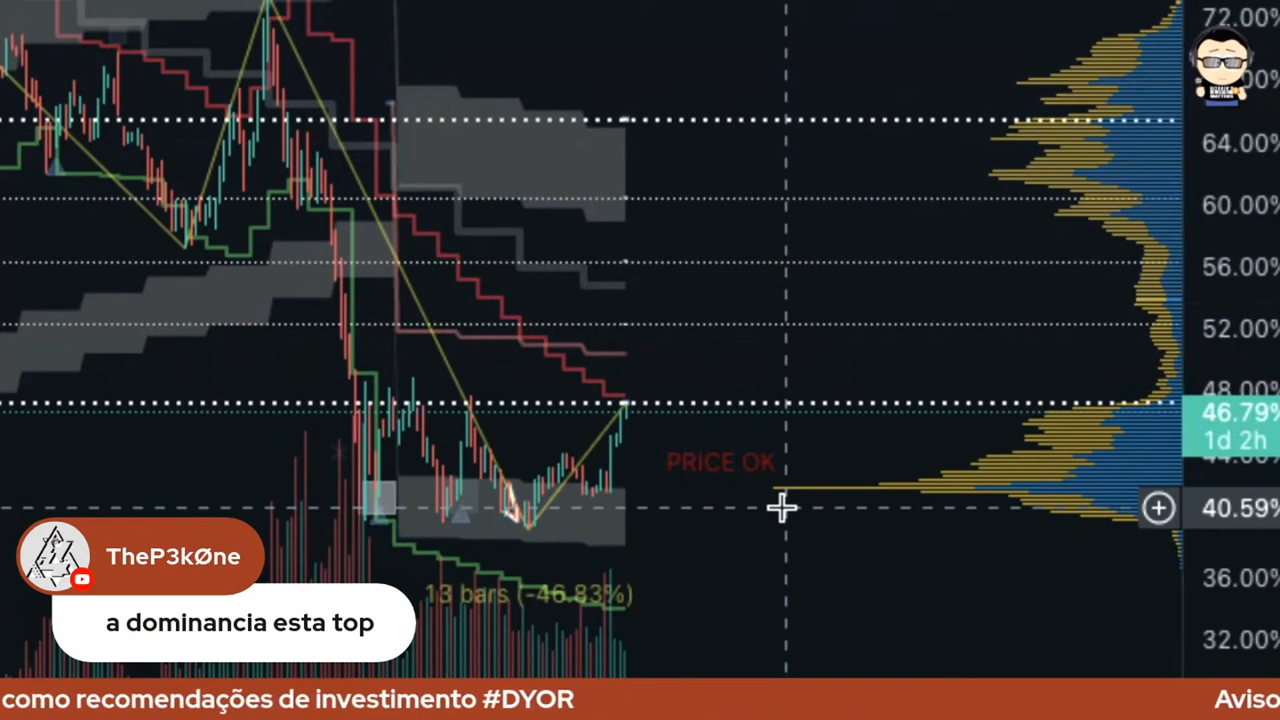 72.00%
64.00%
60.00%
56.00%
52.00%
48.00%
46.79%
1d 2h
PRICE OK
40.59%
TheP3kØne
13 bars (-46.83%)
36.00%
a dominancia esta top
32.00%
como recomendações de investimento #DYOR
Aviso